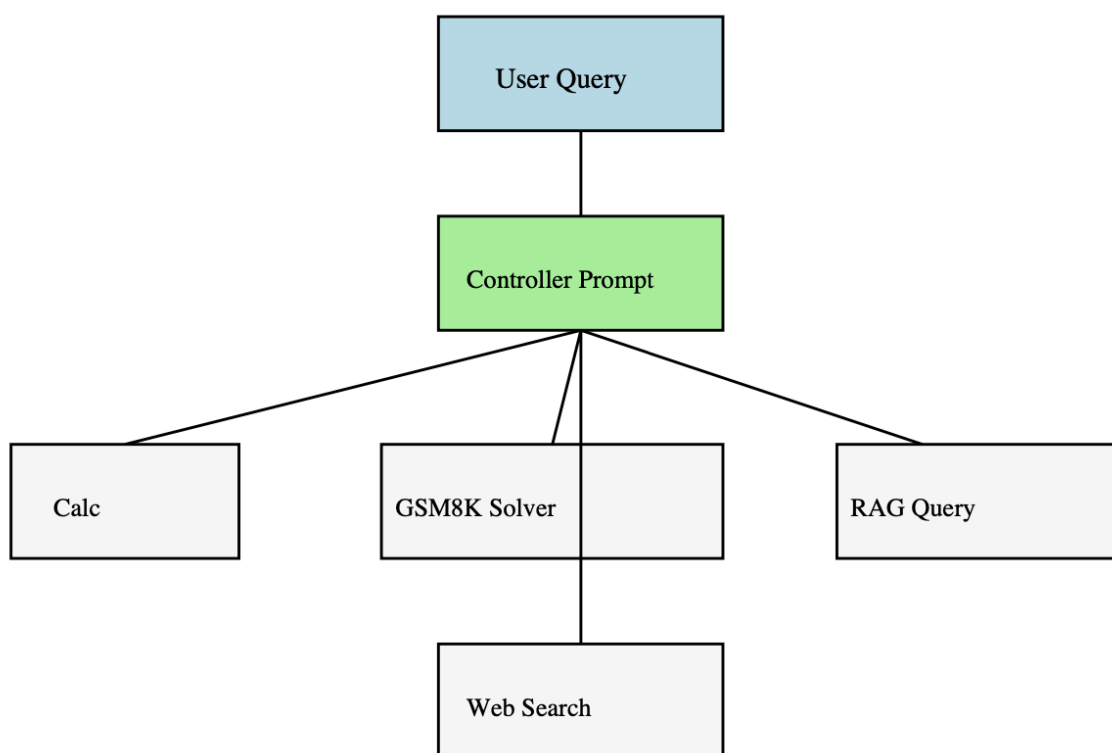 User Query
Controller Prompt
Calc
GSM8K Solver
RAG Query
Web Search